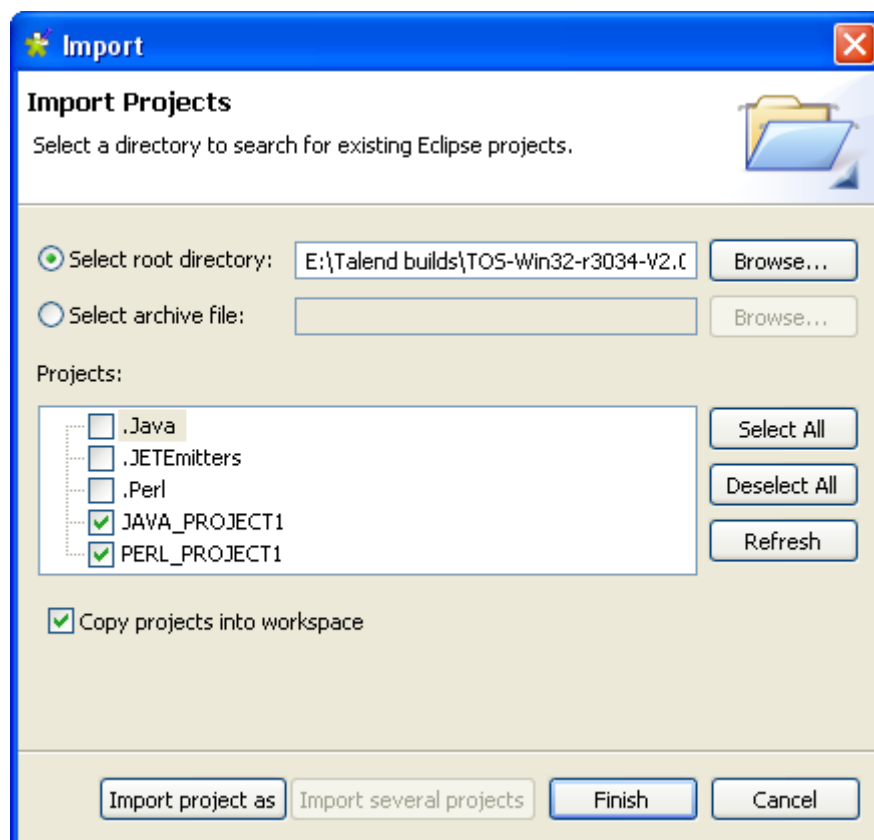 Import
Import Projects
Select a directory to search for existing Eclipse projects.
Select root directory: E:\Talend builds\TOS-Win32-r3034-V2.0 Browse...
Select archive file: Browse...
Projects:
.Java Select All
.JETEmitters
.Perl Deselect All
JAVA_PROJECT1
PERL_PROJECT1 Refresh
Copy projects into workspace
Import project as Import several projects Finish Cancel